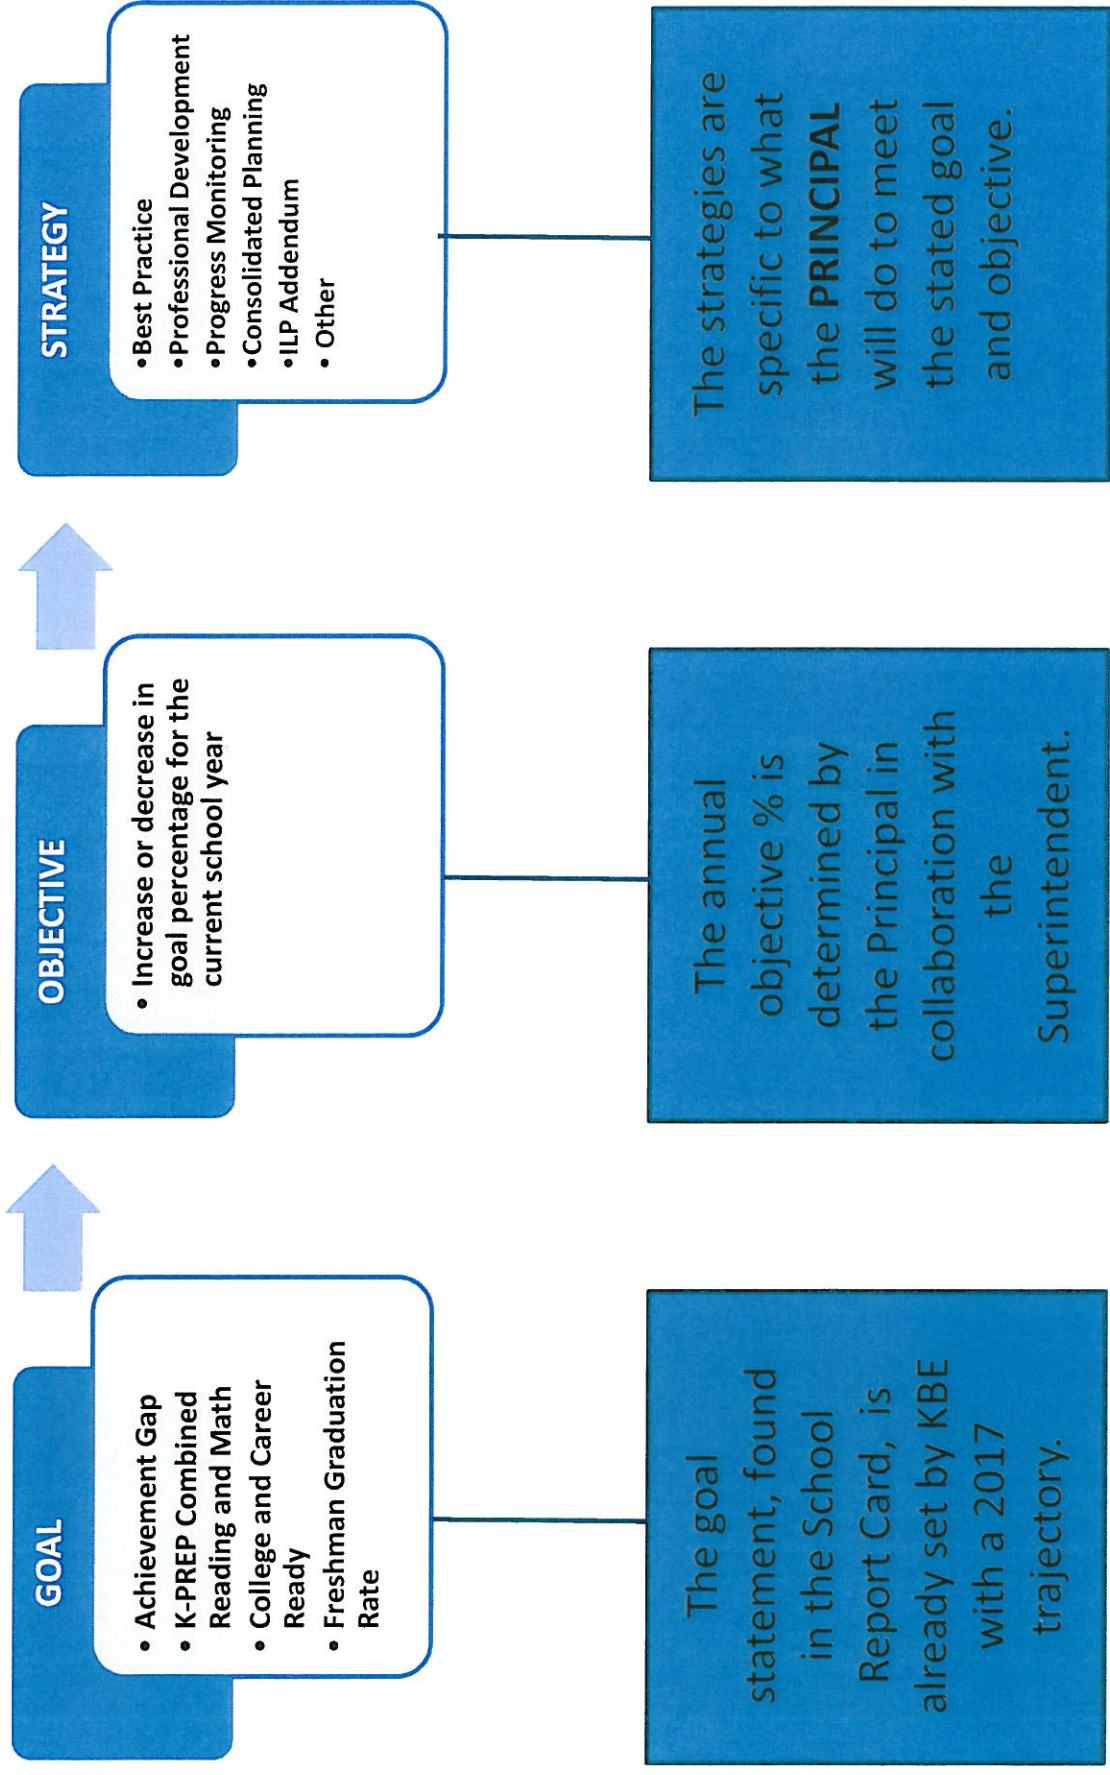 GOAL
• Achievement Gap
• K-PREP Combined
Reading and Math
• College and Career
Ready
• Freshman Graduation
Rate
The goal
statement, found
in the School
Report Card, is
already set by KBE
with a 2017
trajectory.
OBJECTIVE
• Increase or decrease in
goal percentage for the
current school year
The annual
objective % is
determined by
the Principal in
collaboration with
the
Superintendent.
STRATEGY
•Best Practice
•Professional Development
•Progress Monitoring
•Consolidated Planning
•ILP Addendum
• Other
The strategies are
specific to what
the PRINCIPAL
will do to meet
the stated goal
and objective.